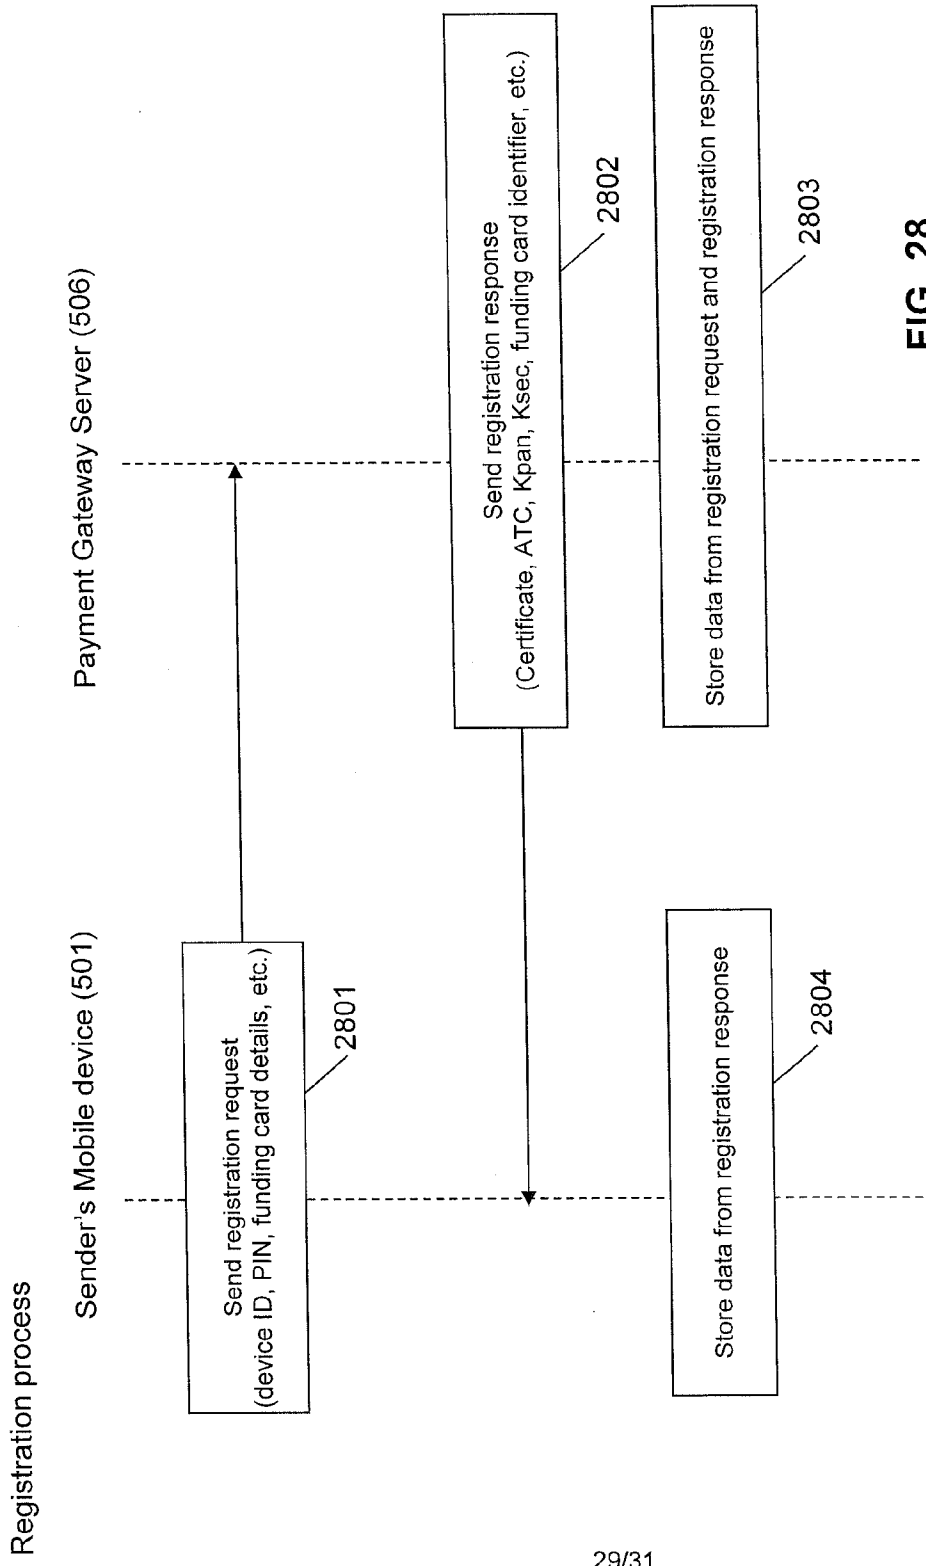 Registration process
Sender's Mobile device (501)
Payment Gateway Server (506)
Send registration request
(device ID, PIN, funding card details, etc.)
2801
Send registration response
(Certificate, ATC, Kpan, Ksec, funding card identifier, etc.)
2802
Store data from registration response
2804
Store data from registration request and registration response
2803
FIG. 28
29/31